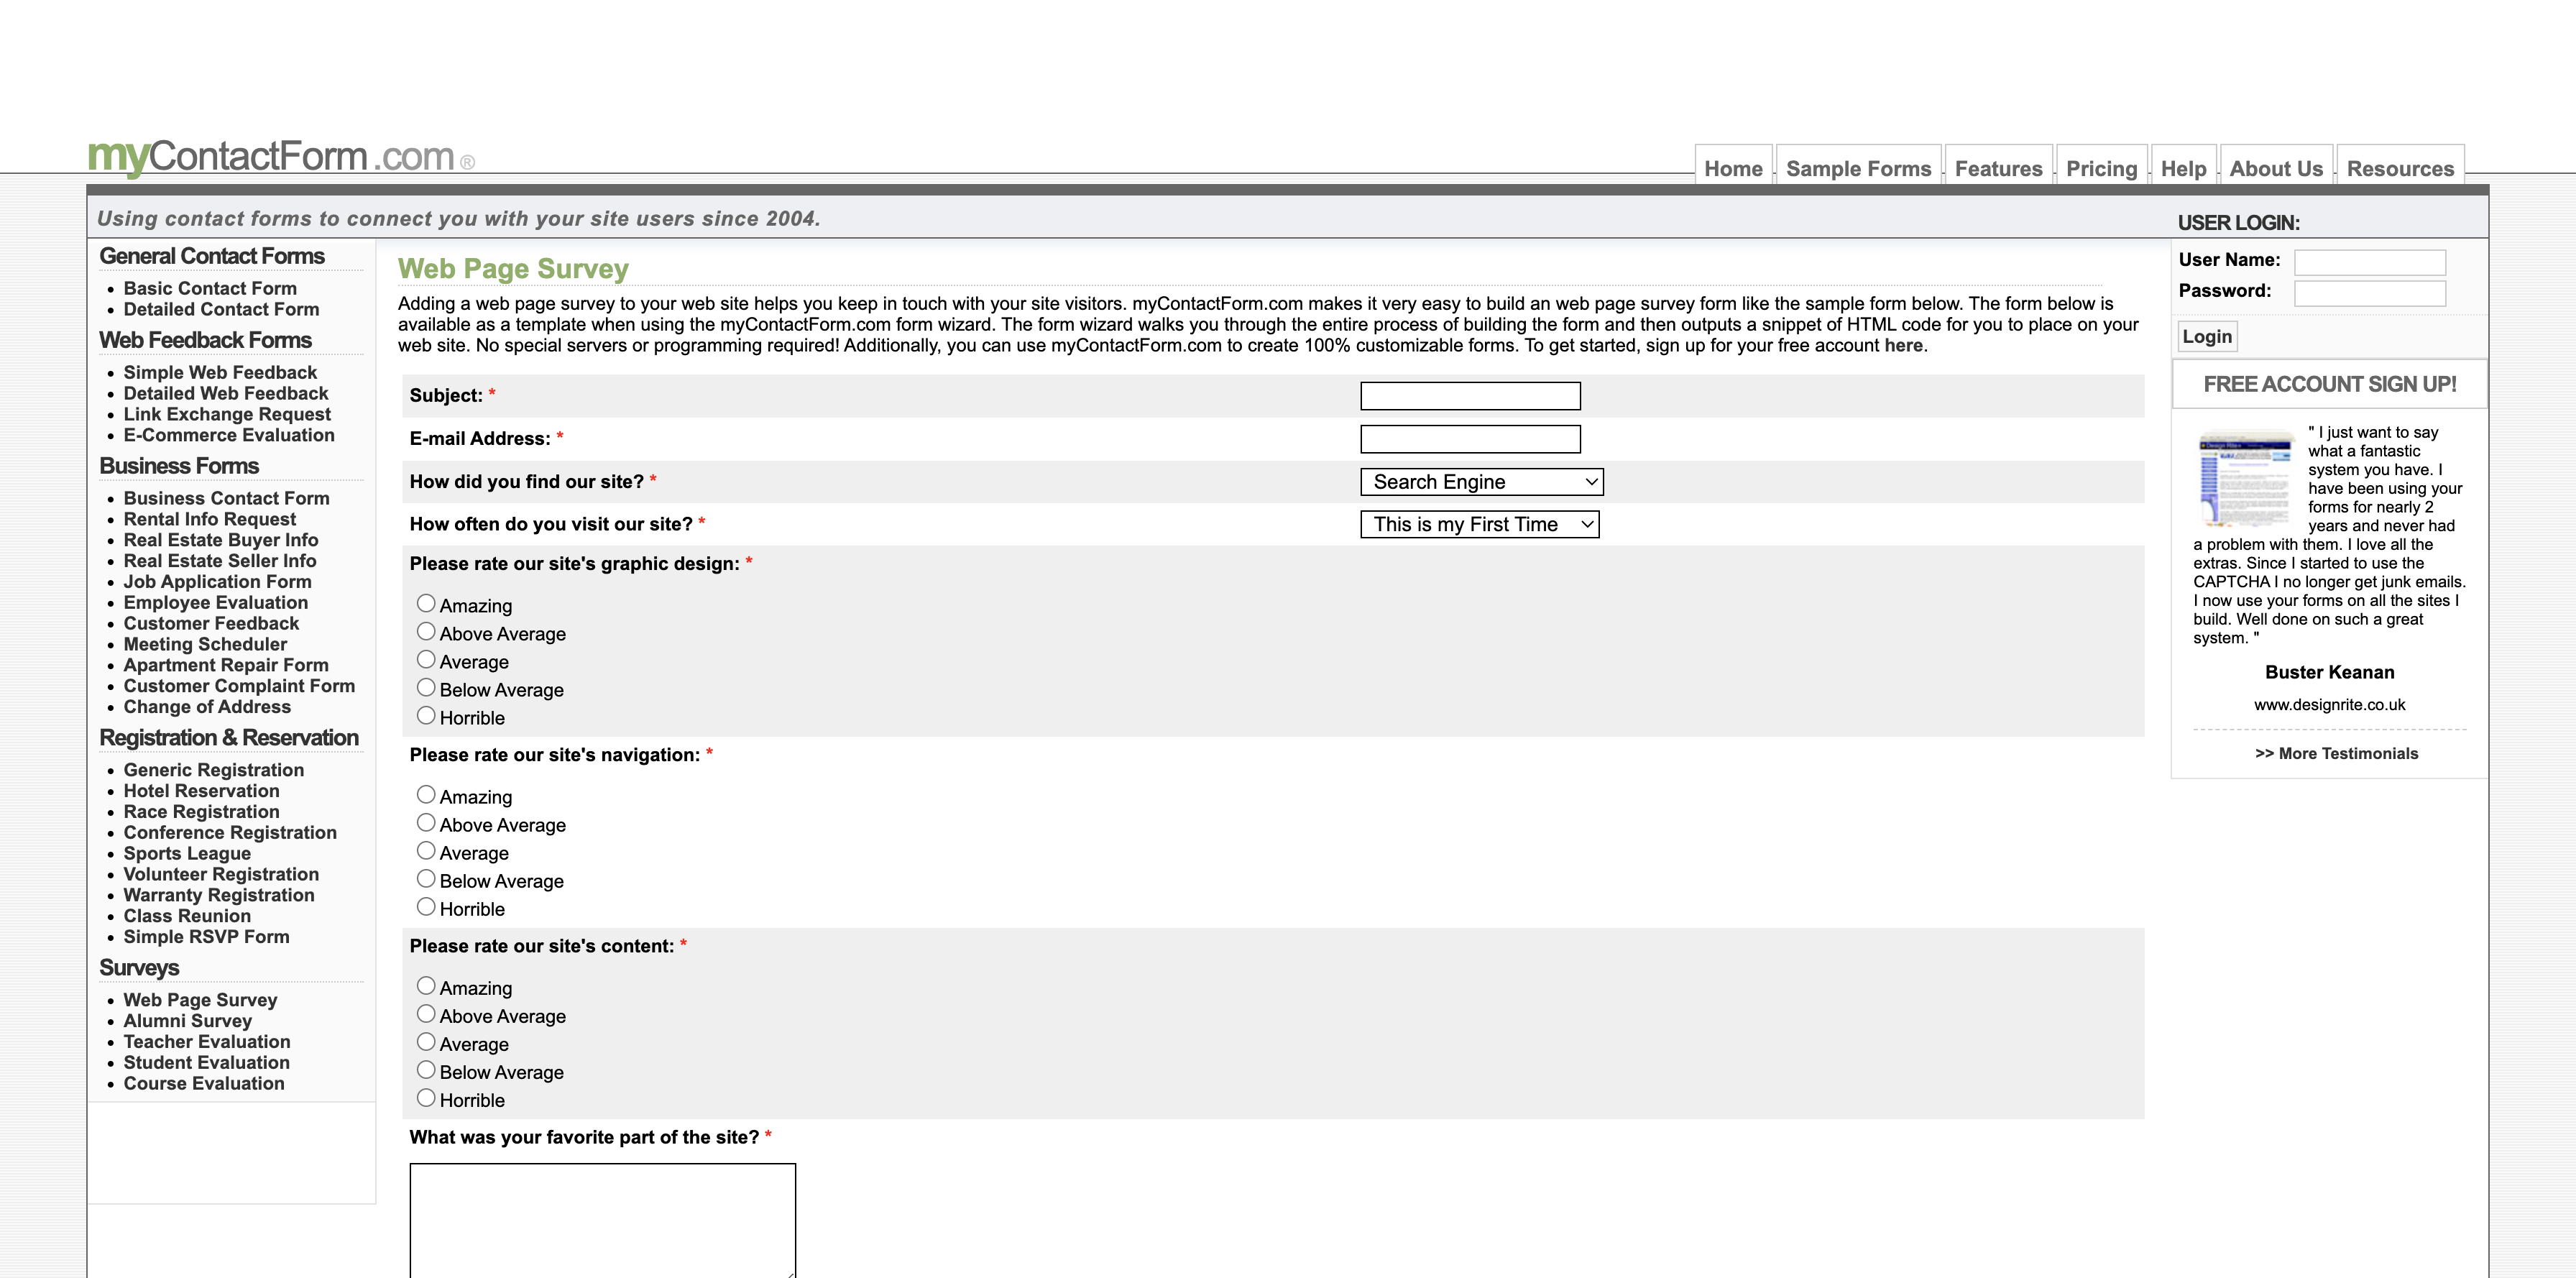 myContactForm.com®
Home
Sample Forms
Features
Pricing
Help
About Us
Resources
Using contact forms to connect you with your site users since 2004.
USER LOGIN:
General Contact Forms
Basic Contact Form
Detailed Contact Form
Web Feedback Forms
Simple Web Feedback
Detailed Web Feedback
Link Exchange Request
E-Commerce Evaluation
Business Forms
Business Contact Form
Rental Info Request
Real Estate Buyer Info
Real Estate Seller Info
Job Application Form
Employee Evaluation
Customer Feedback
Meeting Scheduler
Apartment Repair Form
Customer Complaint Form
Change of Address
Registration & Reservation
Generic Registration
Hotel Reservation
Race Registration
Conference Registration
Sports League
Volunteer Registration
Warranty Registration
Class Reunion
Simple RSVP Form
Surveys
Web Page Survey
Alumni Survey
Teacher Evaluation
Student Evaluation
Course Evaluation
Web Page Survey
Adding a web page survey to your web site helps you keep in touch with your site visitors. myContactForm.com makes it very easy to build an web page survey form like the sample form below. The form below is
available as a template when using the myContactForm.com form wizard. The form wizard walks you through the entire process of building the form and then outputs a snippet of HTML code for you to place on your
web site. No special servers or programming required! Additionally, you can use myContactForm.com to create 100% customizable forms. To get started, sign up for your free account here.
Subject: *
E-mail Address: *
How did you find our site? *
Search Engine
How often do you visit our site? *
This is my First Time
Please rate our site's graphic design: *
Amazing
Above Average
Average
Below Average
Horrible
Please rate our site's navigation: *
Amazing
Above Average
Average
Below Average
Horrible
Please rate our site's content: *
Amazing
Above Average
Average
Below Average
Horrible
What was your favorite part of the site? *
User Name:
Password:
Login
FREE ACCOUNT SIGN UP!
" I just want to say
what a fantastic
system you have. I
have been using your
forms for nearly 2
years and never had
a problem with them. I love all the
extras. Since I started to use the
CAPTCHA I no longer get junk emails.
I now use your forms on all the sites I
build. Well done on such a great
system. "
Buster Keanan
www.designrite.co.uk
>> More Testimonials